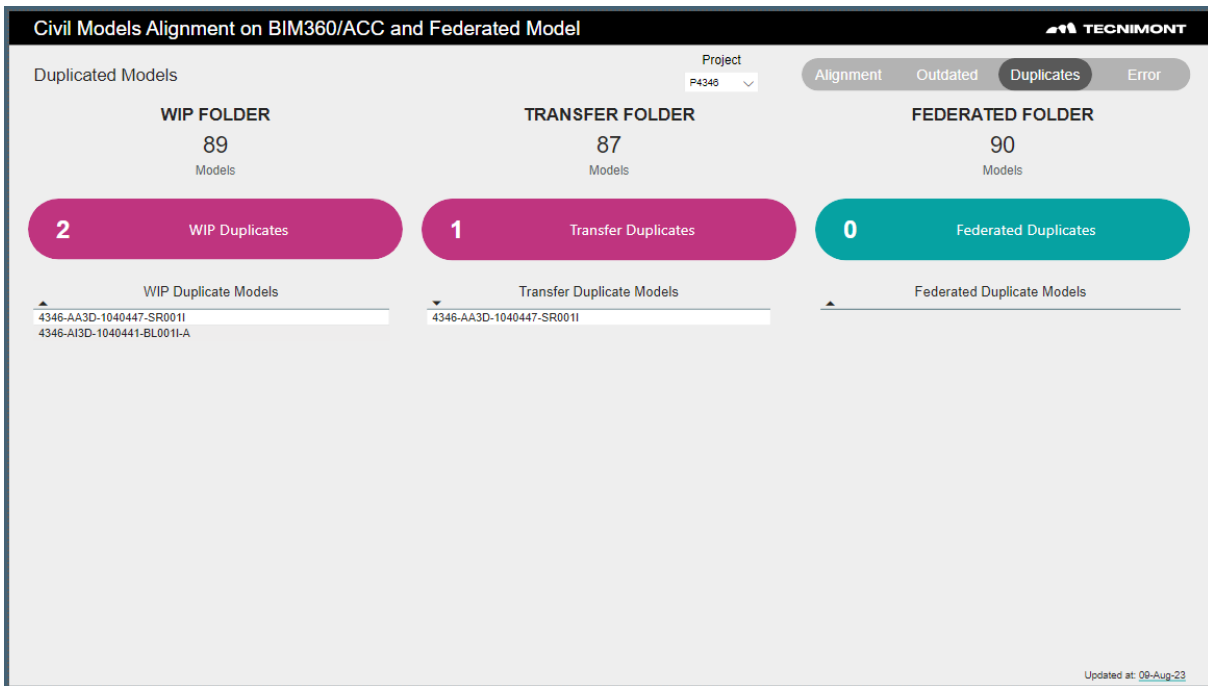 Civil Models Alignment on BIM360/ACC and Federated Model
TECNIMONT
Duplicated Models
Project
P4346
Alignment
Outdated
Duplicates
Error
WIP FOLDER
89
Models
TRANSFER FOLDER
87
Models
FEDERATED FOLDER
90
Models
2 WIP Duplicates
1 Transfer Duplicates
0 Federated Duplicates
WIP Duplicate Models
4346-AA3D-1040447-SR001I
4346-AI3D-1040441-BL001I-A
Transfer Duplicate Models
4346-AA3D-1040447-SR001I
Federated Duplicate Models
Updated at: 09-Aug-23